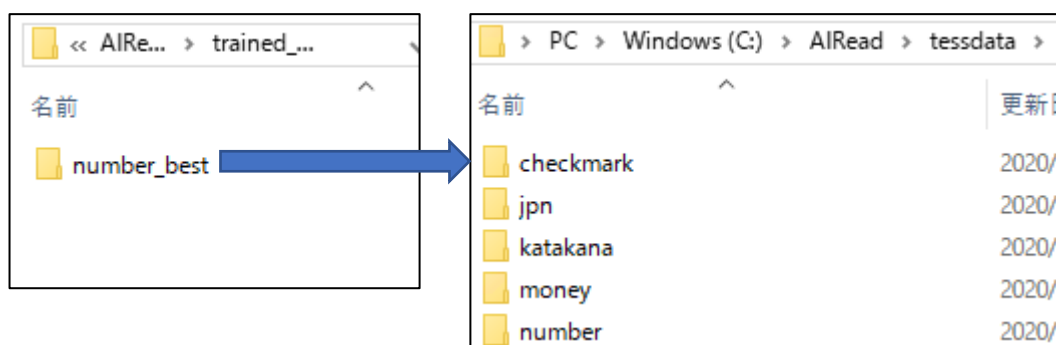 « AIRe... > trained_...
名前
number_best
> PC > Windows (C:) > AIRead > tessdata >
名前 更新
checkmark 2020/
jpn 2020/
katakana 2020/
money 2020/
number 2020/